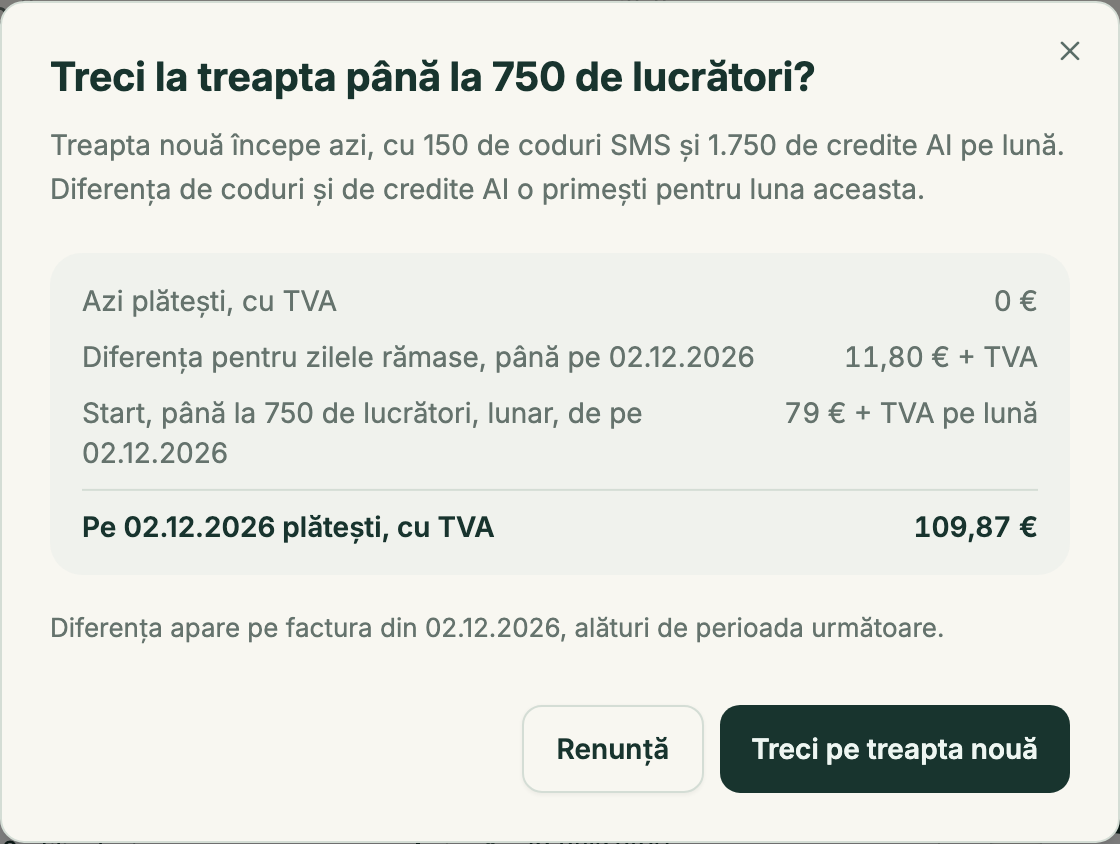 Treci la treapta până la 750 de lucrători?
Treapta nouă începe azi, cu 150 de coduri SMS și 1.750 de credite AI pe lună.
Diferența de coduri și de credite AI o primești pentru luna aceasta.
Azi plătești, cu TVA 0 €
Diferența pentru zilele rămase, până pe 02.12.2026 11,80 € + TVA
Start, până la 750 de lucrători, lunar, de pe 79 € + TVA pe lună
02.12.2026
Pe 02.12.2026 plătești, cu TVA 109,87 €
Diferența apare pe factura din 02.12.2026, alături de perioada următoare.
Renunță Treci pe treapta nouă